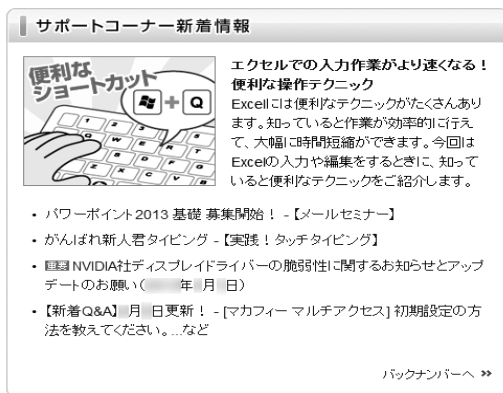 サポートコーナー新着情報
便利な
ショートカット
+ Q
エクセルでの入力作業がより速くなる！
便利な操作テクニック
Excelには便利なテクニックがたくさんあり
ます。知っていると作業が効率的に行え
て、大幅に時間短縮ができます。今回は
Excelの入力や編集をするときに、知って
いると便利なテクニックをご紹介します。
・パワーポイント2013 基礎 募集開始！ -【メールセミナー】
・がんばれ新人君タイピング -【実践！タッチタイピング】
・重要 NVIDIA社ディスプレイドライバーの脆弱性に関するお知らせとアップ
デートのお願い( 年 月 日)
・【新着Q&A】 月 日更新！ - [マカフィー マルチアクセス] 初期設定の方
法を教えてください。...など
バックナンバーへ »